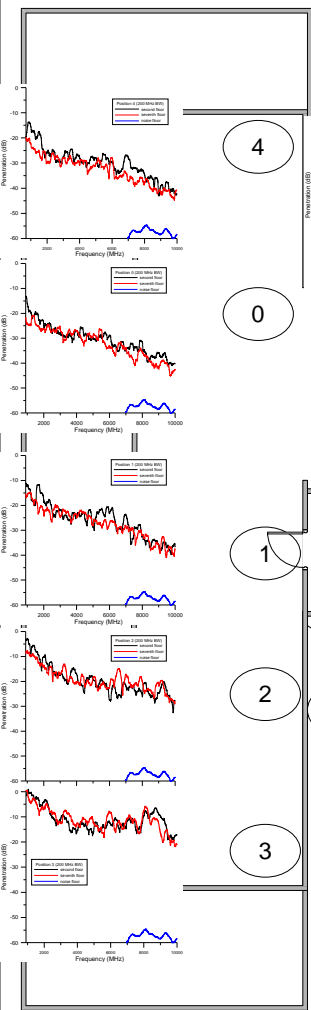 Position 4 (200 MHz BW)
second floor
seventh floor
noise floor
0
-10
-20
-30
-40
-50
-60
Penetration (dB)
2000 4000 6000 8000 10000
Frequency (MHz)
4
Penetration (dB)
Position 0 (200 MHz BW)
second floor
seventh floor
noise floor
0
-10
-20
-30
-40
-50
-60
Penetration (dB)
2000 4000 6000 8000 10000
Frequency (MHz)
0
Position 1 (200 MHz BW)
second floor
seventh floor
noise floor
0
-10
-20
-30
-40
-50
-60
Penetration (dB)
2000 4000 6000 8000 10000
Frequency (MHz)
1
Position 2 (200 MHz BW)
second floor
seventh floor
noise floor
0
-10
-20
-30
-40
-50
-60
Penetration (dB)
2000 4000 6000 8000 10000
Frequency (MHz)
2
0
-10
-20
-30
-40
-50
-60
Penetration (dB)
Position 3 (200 MHz BW)
second floor
seventh floor
noise floor
2000 4000 6000 8000 10000
Frequency (MHz)
3